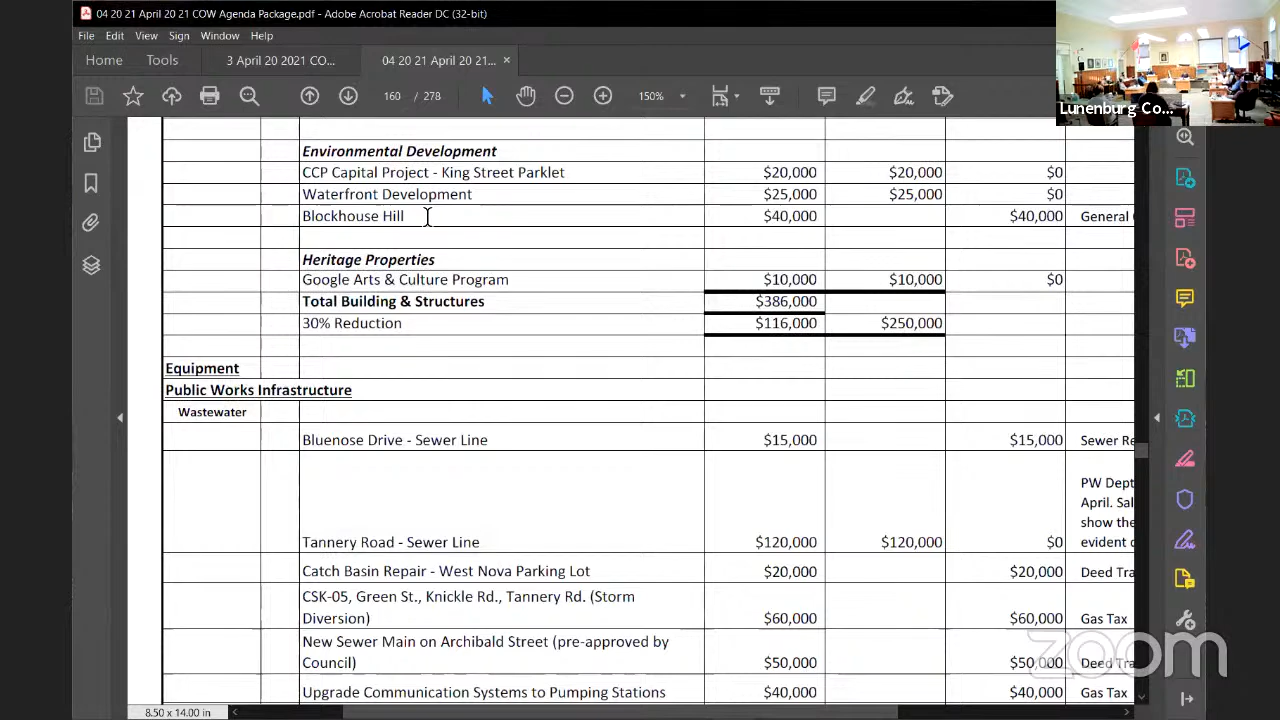 04 20 21 April 20 21 COW Agenda Package.pdf - Adobe Acrobat Reader DC (32-bit)
File Edit View Sign Window Help
Home Tools 3 April 20 2021 CO... 04 20 21 April 20 21... ×
160 / 278 150%
Lunenburg Co...
Environmental Development
CCP Capital Project - King Street Parklet $20,000 $20,000 $0
Waterfront Development $25,000 $25,000 $0
Blockhouse Hill $40,000 $40,000 General
Heritage Properties
Google Arts & Culture Program $10,000 $10,000 $0
Total Building & Structures $386,000
30% Reduction $116,000 $250,000
Equipment
Public Works Infrastructure
Wastewater
Bluenose Drive - Sewer Line $15,000 $15,000 Sewer Re
PW Dept
April. Sal
show the
Tannery Road - Sewer Line $120,000 $120,000 $0 evident
Catch Basin Repair - West Nova Parking Lot $20,000 $20,000 Deed Tra
CSK-05, Green St., Knickle Rd., Tannery Rd. (Storm
Diversion) $60,000 $60,000 Gas Tax
New Sewer Main on Archibald Street (pre-approved by
Council) $50,000 $50,000 Deed Tra
Upgrade Communication Systems to Pumping Stations $40,000 $40,000 Gas Tax
zoom
8.50 x 14.00 in